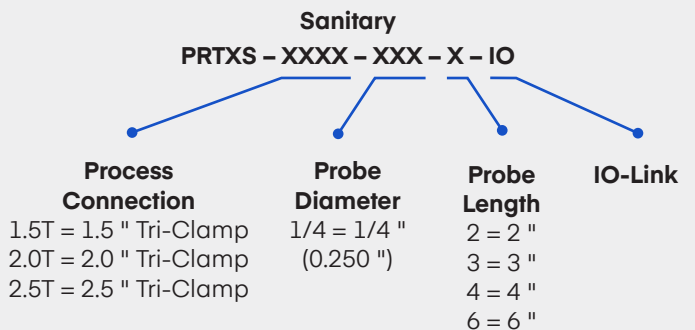 Sanitary
PRTXS – XXXX – XXX – X – IO
Process
Connection
1.5T = 1.5 " Tri-Clamp
2.0T = 2.0 " Tri-Clamp
2.5T = 2.5 " Tri-Clamp
Probe
Diameter
1/4 = 1/4 "
(0.250 ")
Probe
Length
2 = 2 "
3 = 3 "
4 = 4 "
6 = 6 "
IO-Link